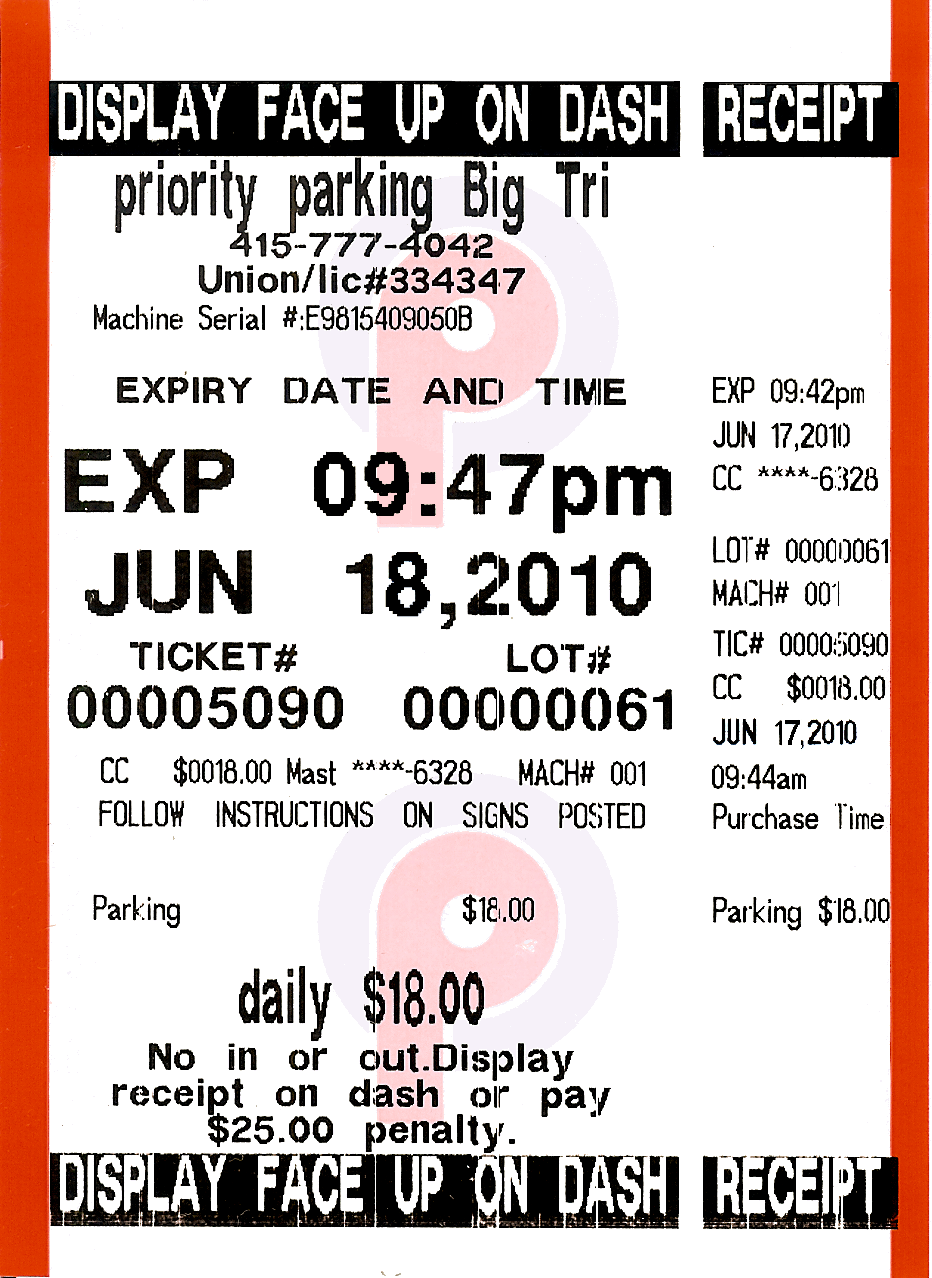 DISPLAY FACE UP ON DASH
priority parking Big Tri
415-777-4042
Union/lic#334347
Machine Serial #:E9815409050B
EXPIRY DATE AND TIME
EXP 09:47pm
JUN 18,2010
TICKET# LOT#
00005090 00000061
CC $0018.00 Mast ****-6328 MACH# 001
FOLLOW INSTRUCTIONS ON SIGNS POSTED
Parking $18.00
daily $18.00
No in or out.Display
receipt on dash or pay
$25.00 penalty.
DISPLAY FACE UP ON DASH
RECEIPT
EXP 09:42pm
JUN 17,2010
CC ****-6328
LOT# 00000061
MACH# 001
TIC# 00005090
CC $0018.00
JUN 17,2010
09:44am
Purchase Time
Parking $18.00
RECEIPT